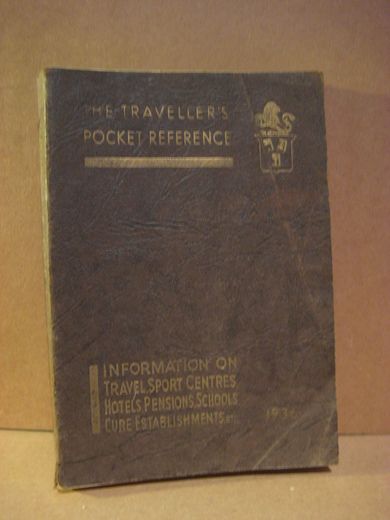 THE TRAVELLER'S
POCKET REFERENCE
INFORMATION ON
TRAVEL, SPORT CENTRES,
HOTELS, PENSIONS, SCHOOLS
CURE ESTABLISHMENTS, ETC.